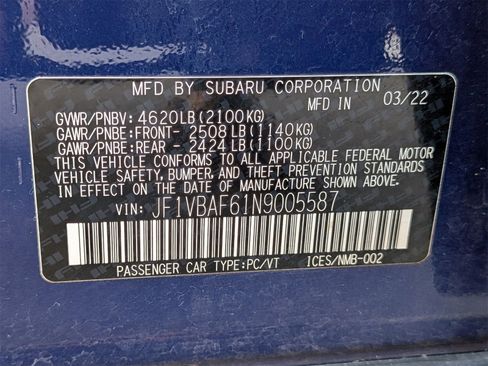 MFD BY SUBARU CORPORATION
MFD IN 03/22
GVWR/PNBV: 4620LB(2100KG)
GAWR/PNBE:FRONT- 2508LB(1140KG)
GAWR/PNBE:REAR - 2424LB(1100KG)
THIS VEHICLE CONFORMS TO ALL APPLICABLE FEDERAL MOTOR
VEHICLE SAFETY, BUMPER, AND THEFT PREVENTION STANDARDS
IN EFFECT ON THE DATE OF MANUFACTURE SHOWN ABOVE.
VIN: JF1VBAF61N9005587
PASSENGER CAR TYPE:PC/VT ICES/NMB-002